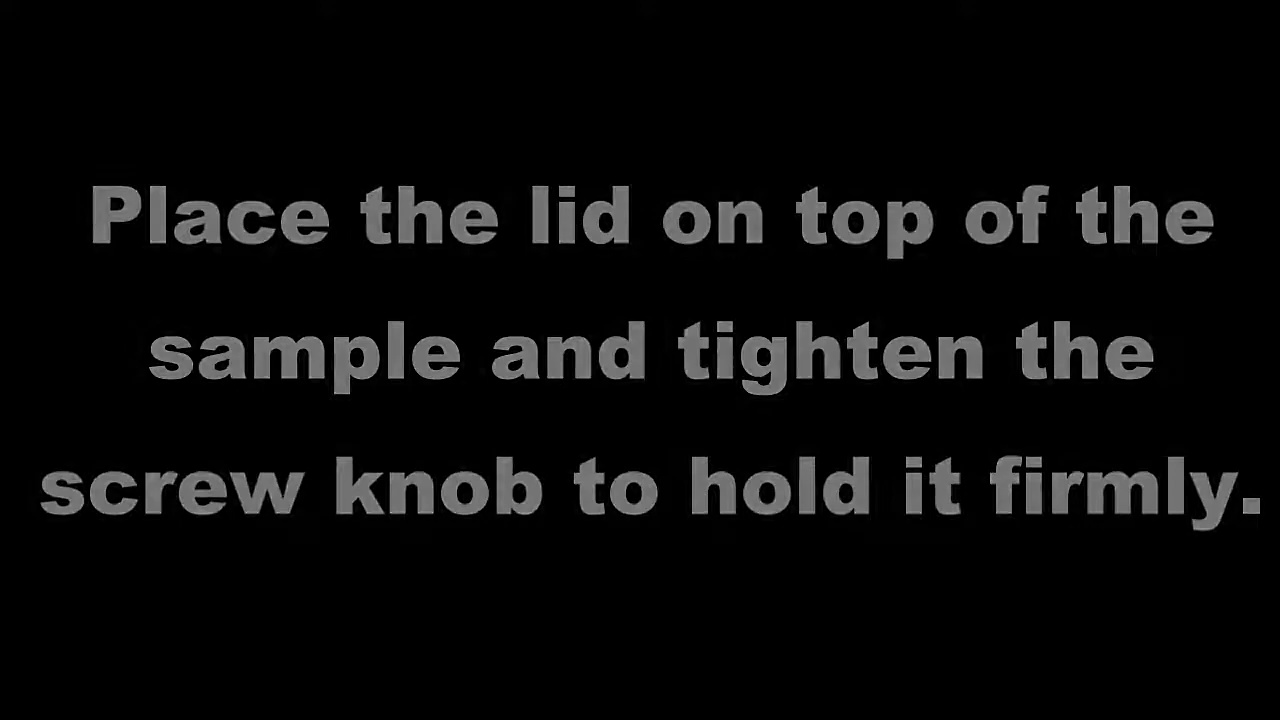 Place the lid on top of the
sample and tighten the
screw knob to hold it firmly.